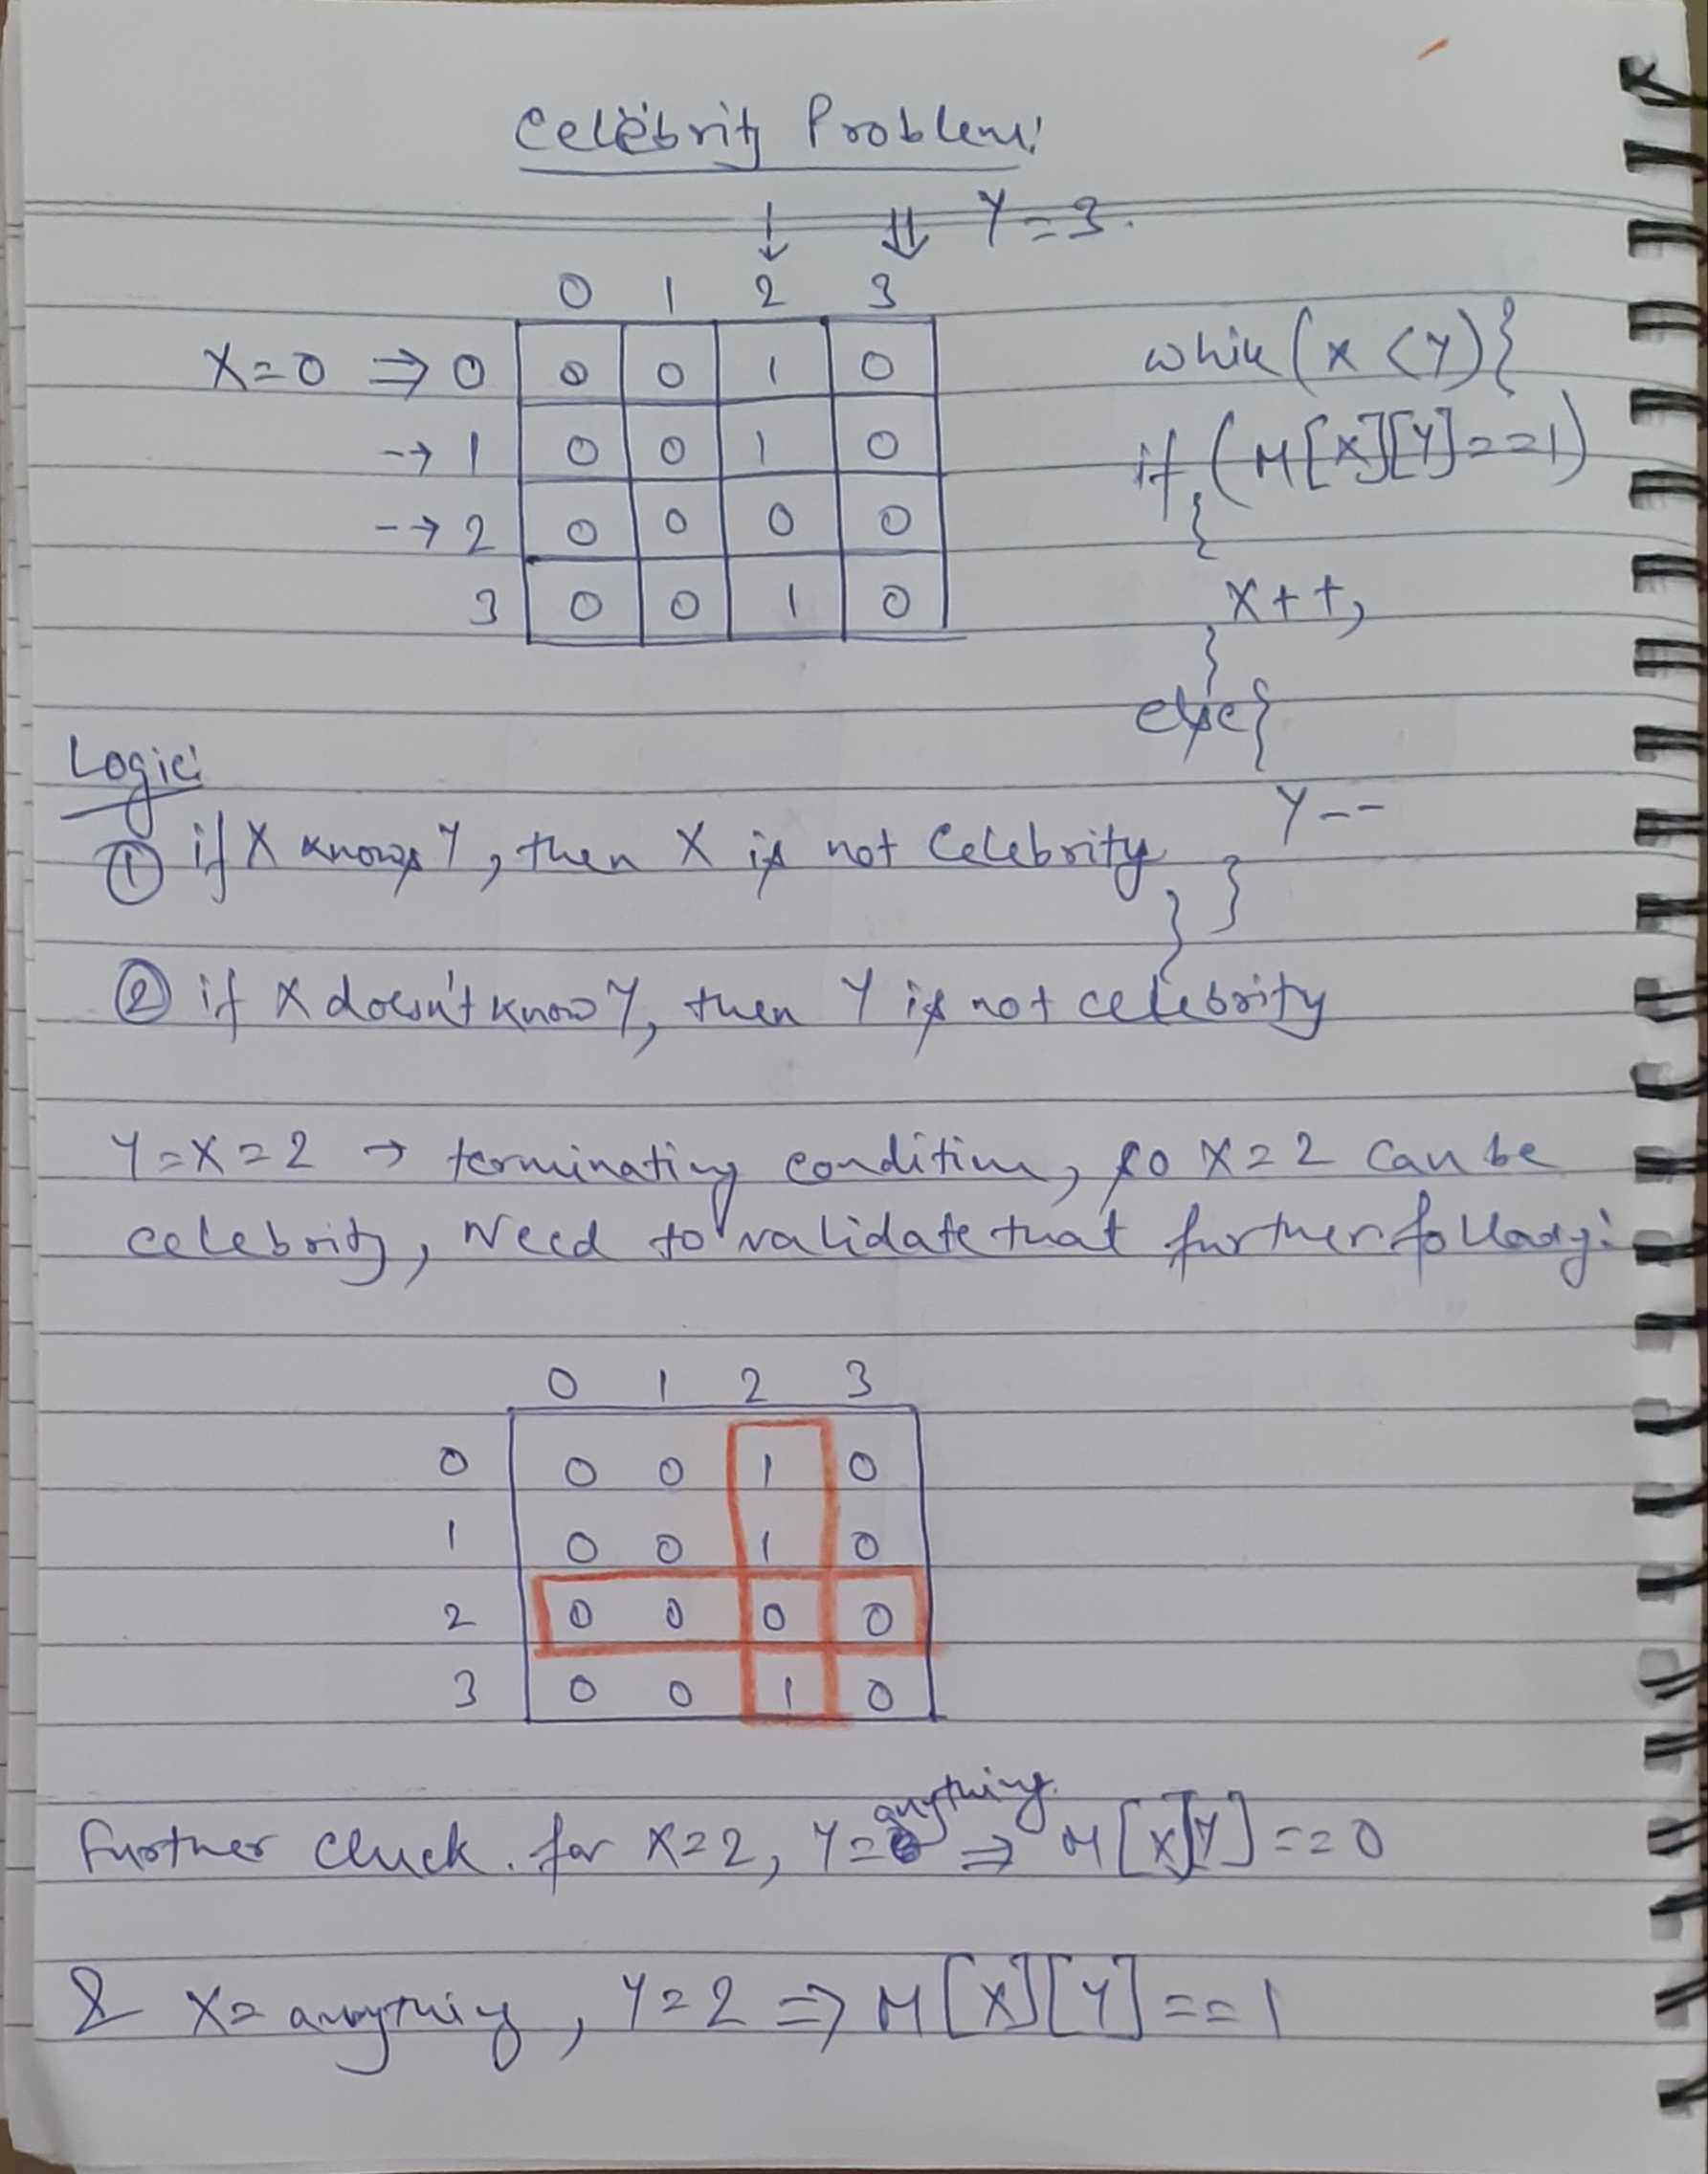 Celebrity Problem:
↓ ⇓ Y=3.
0 1 2 3
X=0 ⇒ 0 0 0 1 0
→ 1 0 0 1 0
→ 2 0 0 0 0
3 0 0 1 0
while (x < y) {
if (M[X][Y]==1)
{
X++;
}
else {
Y--
}
}
Logic:
① if X knows Y, then X is not Celebrity
② if X doesn't know Y, then Y is not celebrity
Y=X=2 → terminating condition, so X=2 can be
celebrity, Need to validate that further
0 1 2 3
0 0 0 1 0
1 0 0 1 0
2 0 0 0 0
3 0 0 1 0
Further check. for X=2, Y= anything. ⇒ M[X][Y]==0
& X= anything, Y=2 ⇒ M[X][Y]==1